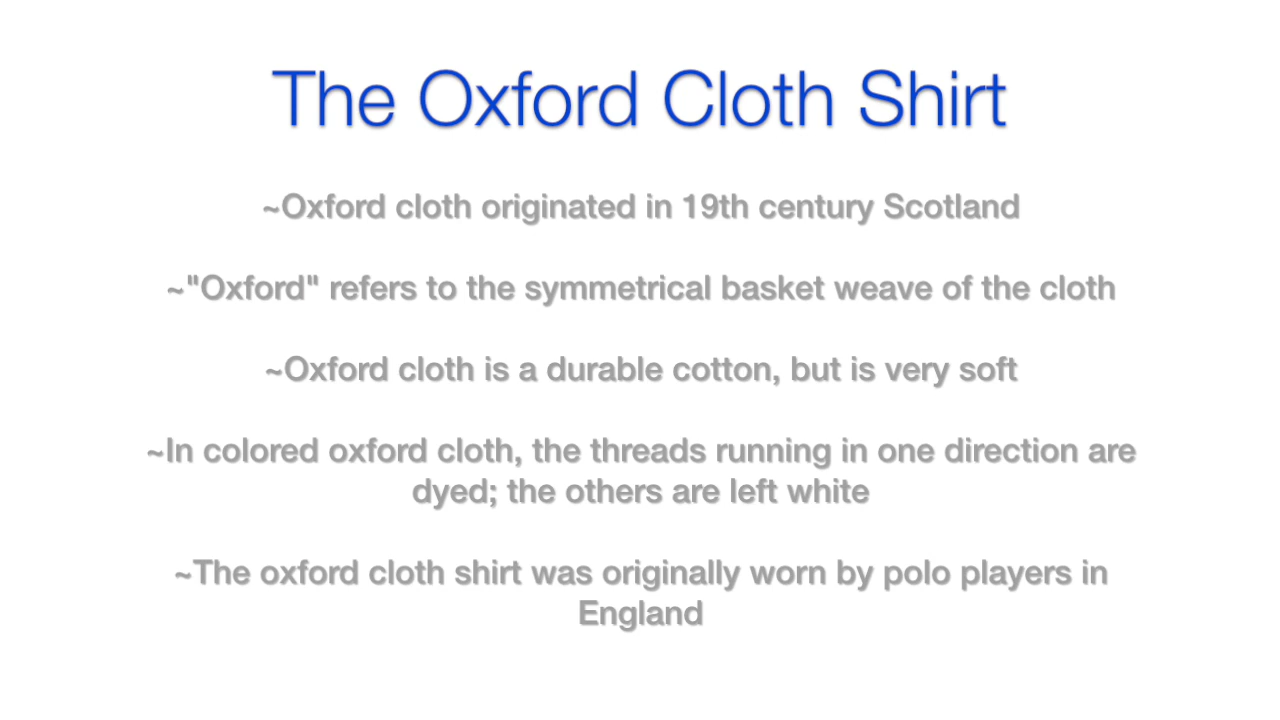 The Oxford Cloth Shirt
~Oxford cloth originated in 19th century Scotland
~"Oxford" refers to the symmetrical basket weave of the cloth
~Oxford cloth is a durable cotton, but is very soft
~In colored oxford cloth, the threads running in one direction are
dyed; the others are left white
~The oxford cloth shirt was originally worn by polo players in
England